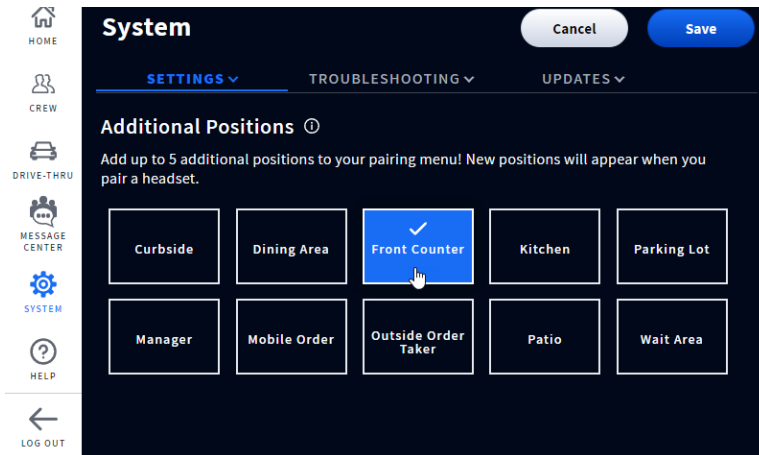 HOME
CREW
DRIVE-THRU
MESSAGE
CENTER
SYSTEM
HELP
LOG OUT
System
Cancel
Save
SETTINGS
TROUBLESHOOTING
UPDATES
Additional Positions
Add up to 5 additional positions to your pairing menu! New positions will appear when you
pair a headset.
Curbside
Dining Area
Front Counter
Kitchen
Parking Lot
Manager
Mobile Order
Outside Order
Taker
Patio
Wait Area